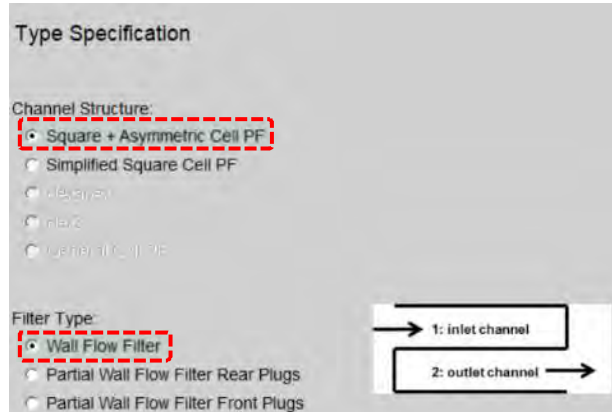 Type Specification
Channel Structure:
Square + Asymmetric Cell PF
Simplified Square Cell PF
Filter Type:
Wall Flow Filter
1: inlet channel
Partial Wall Flow Filter Rear Plugs
2: outlet channel
Partial Wall Flow Filter Front Plugs